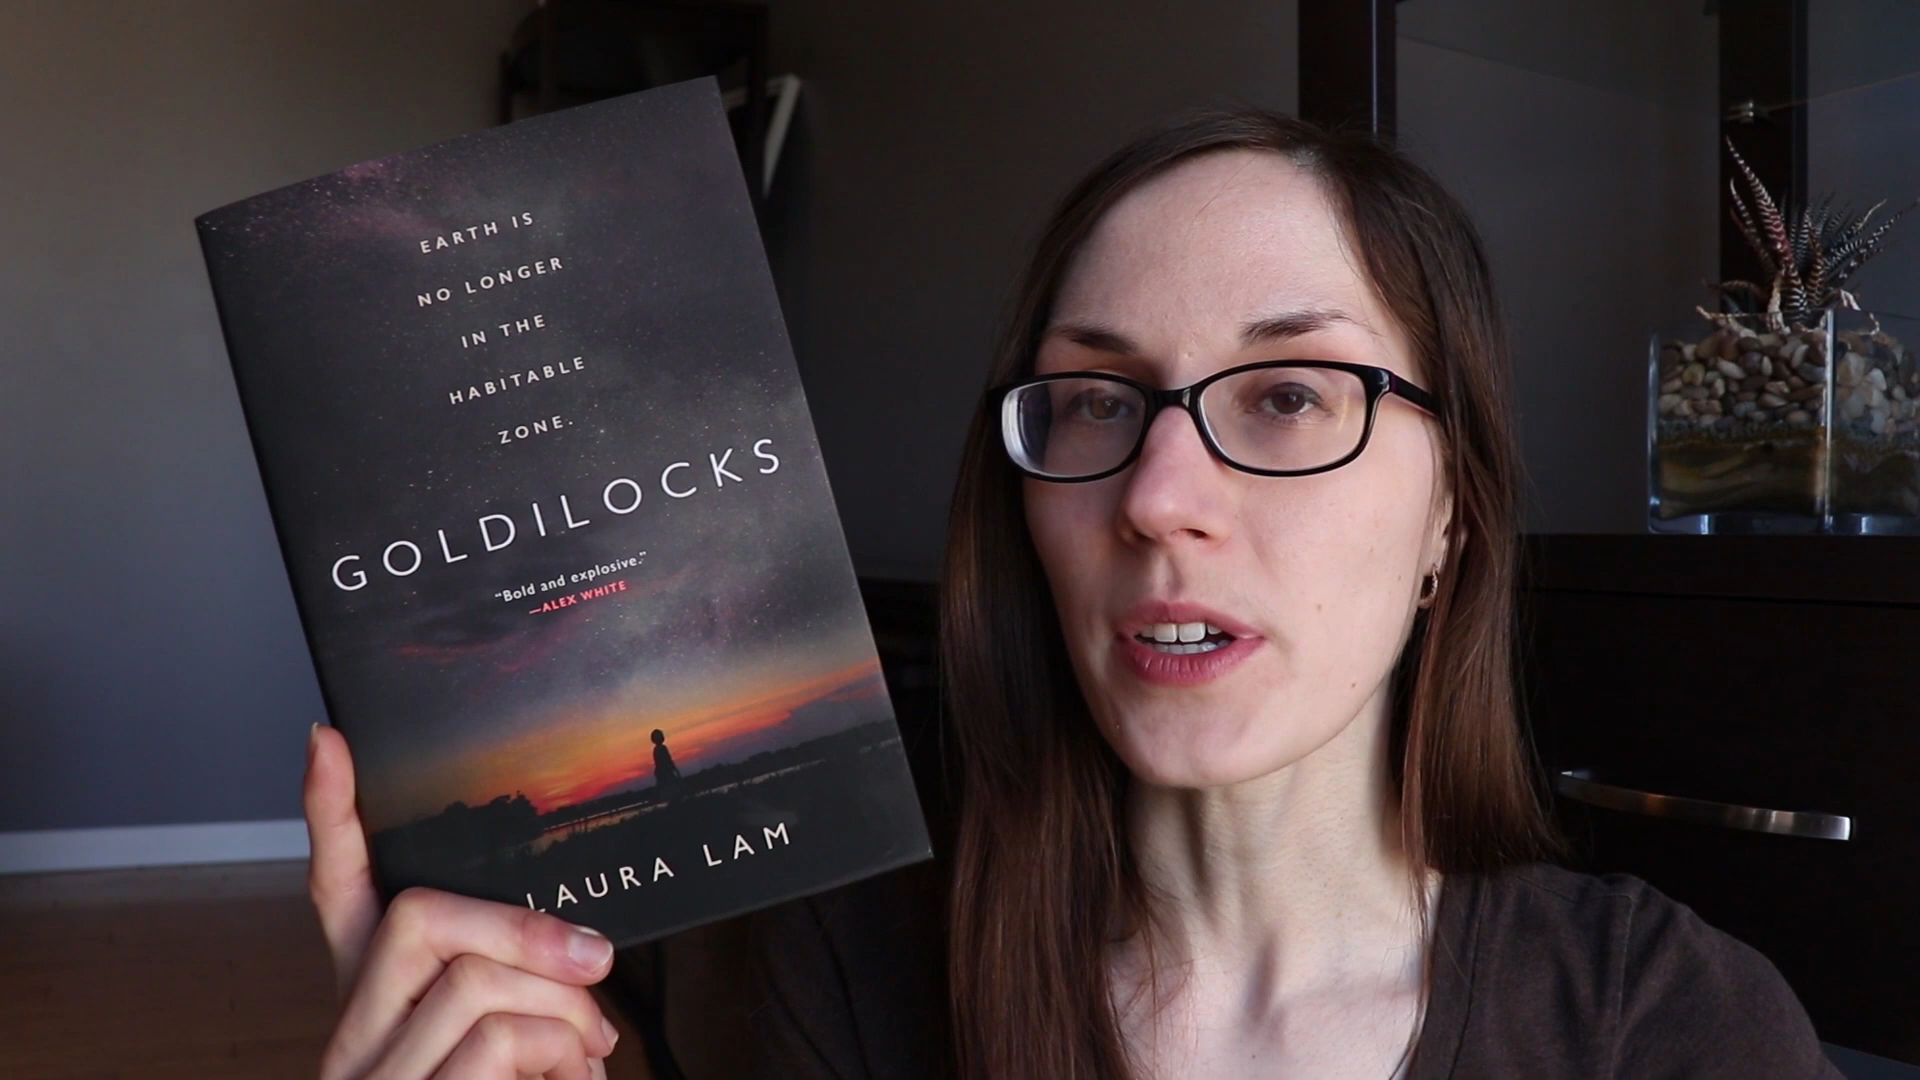 EARTH IS
NO LONGER
IN THE
HABITABLE
ZONE.
GOLDILOCKS
“Bold and explosive.”
—ALEX WHITE
LAURA LAM